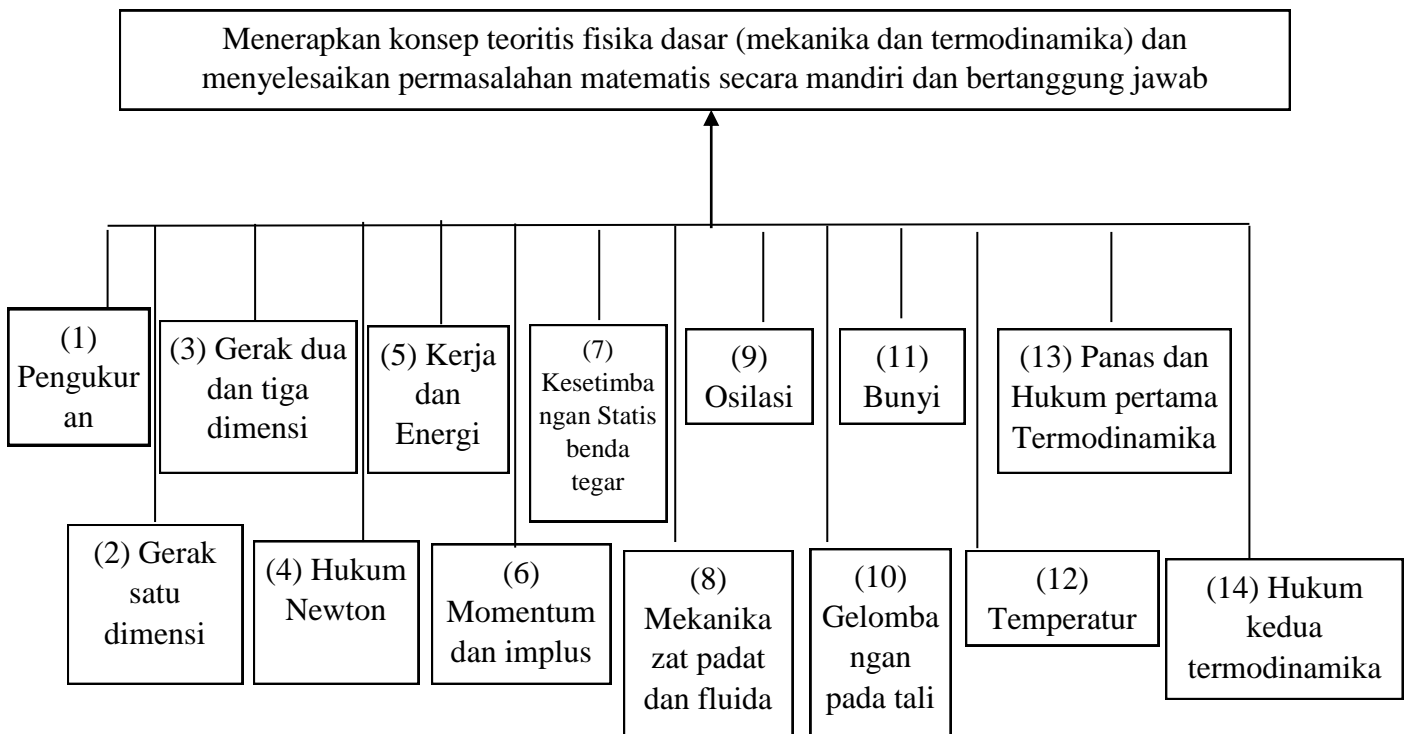 Menerapkan konsep teoritis fisika dasar (mekanika dan termodinamika) dan
menyelesaikan permasalahan matematis secara mandiri dan bertanggung jawab
(1)
Pengukur
an
(3) Gerak dua
dan tiga
dimensi
(5) Kerja
dan
Energi
(7)
Kesetimba
ngan Statis
benda
tegar
(9)
Osilasi
(11)
Bunyi
(13) Panas dan
Hukum pertama
Termodinamika
(2) Gerak
satu
dimensi
(4) Hukum
Newton
(6)
Momentum
dan implus
(8)
Mekanika
zat padat
dan fluida
(10)
Gelomba
ngan
pada tali
(12)
Temperatur
(14) Hukum
kedua
termodinamika